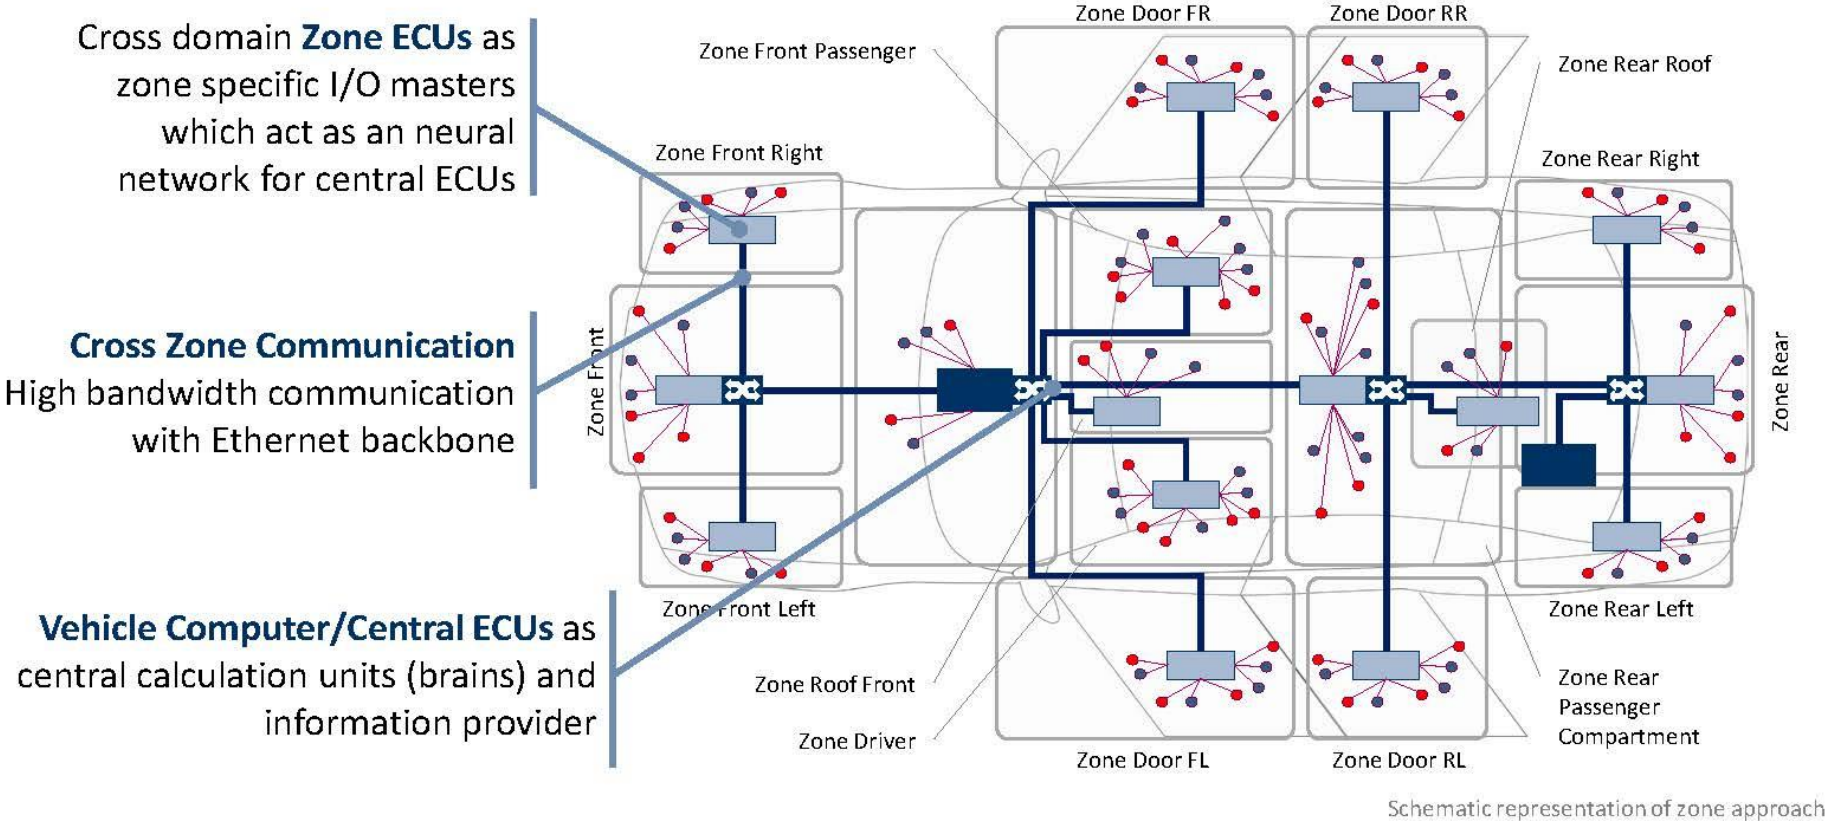 Cross domain Zone ECUs as
zone specific I/O masters
which act as an neural
network for central ECUs
Cross Zone Communication
High bandwidth communication
with Ethernet backbone
Vehicle Computer/Central ECUs as
central calculation units (brains) and
information provider
Zone Door FR
Zone Door RR
Zone Front Passenger
Zone Rear Roof
Zone Front Right
Zone Rear Right
Zone Front
Zone Rear
Zone Front Left
Zone Rear Left
Zone Roof Front
Zone Driver
Zone Rear
Passenger
Compartment
Zone Door FL
Zone Door RL
Schematic representation of zone approach